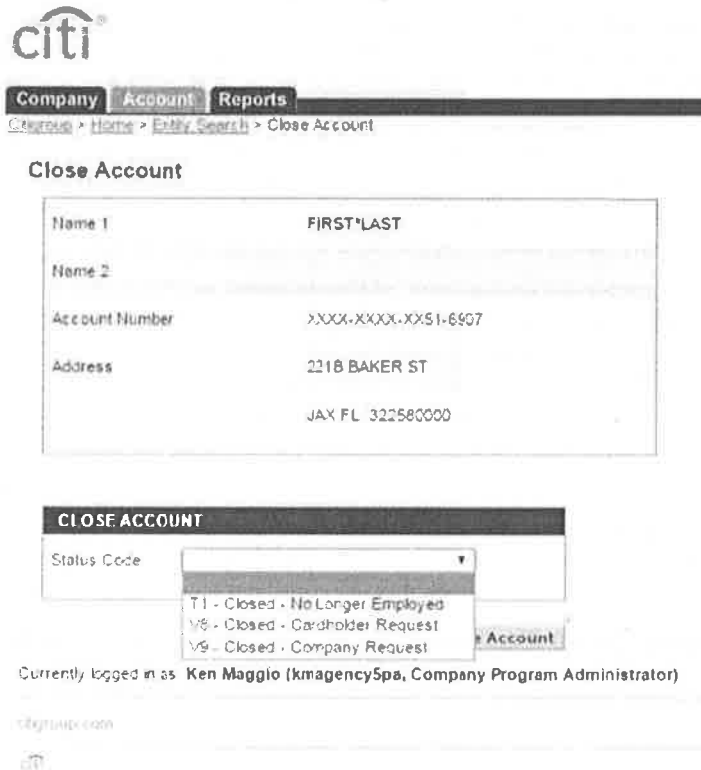 citi®
Company Account Reports
Citigroup > Home > Entity Search > Close Account
Close Account
Name 1 FIRST*LAST
Name 2
Account Number XXXX-XXXX-XX51-6907
Address 221B BAKER ST
JAX FL 322580000
CLOSE ACCOUNT
Status Code
T1 - Closed - No Longer Employed
V8 - Closed - Cardholder Request
V9 - Closed - Company Request
Account
Currently logged in as Ken Maggio (kmagency5pa, Company Program Administrator)
citigroup.com
citi